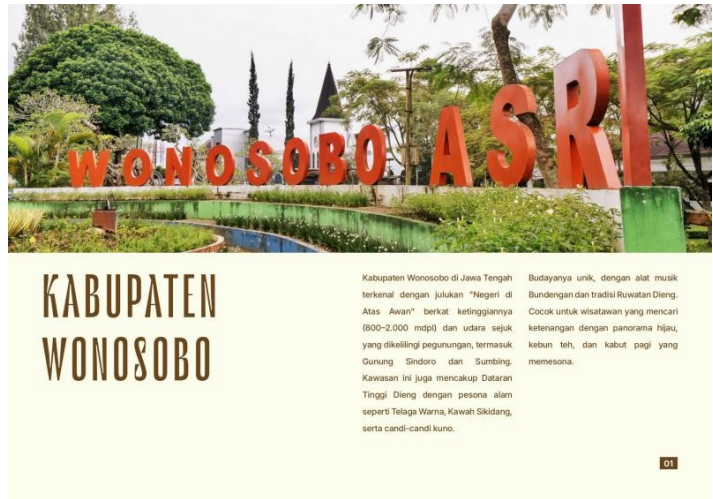 WONOSOBO ASRI
KABUPATEN
WONOSOBO
Kabupaten Wonosobo di Jawa Tengah
terkenal dengan julukan "Negeri di
Atas Awan" berkat ketinggiannya
(800–2.000 mdpl) dan udara sejuk
yang dikelilingi pegunungan, termasuk
Gunung Sindoro dan Sumbing.
Kawasan ini juga mencakup Dataran
Tinggi Dieng dengan pesona alam
seperti Telaga Warna, Kawah Sikidang,
serta candi-candi kuno.
Budayanya unik, dengan alat musik
Bundengan dan tradisi Ruwatan Dieng.
Cocok untuk wisatawan yang mencari
ketenangan dengan panorama hijau,
kebun teh, dan kabut pagi yang
memesona.
01